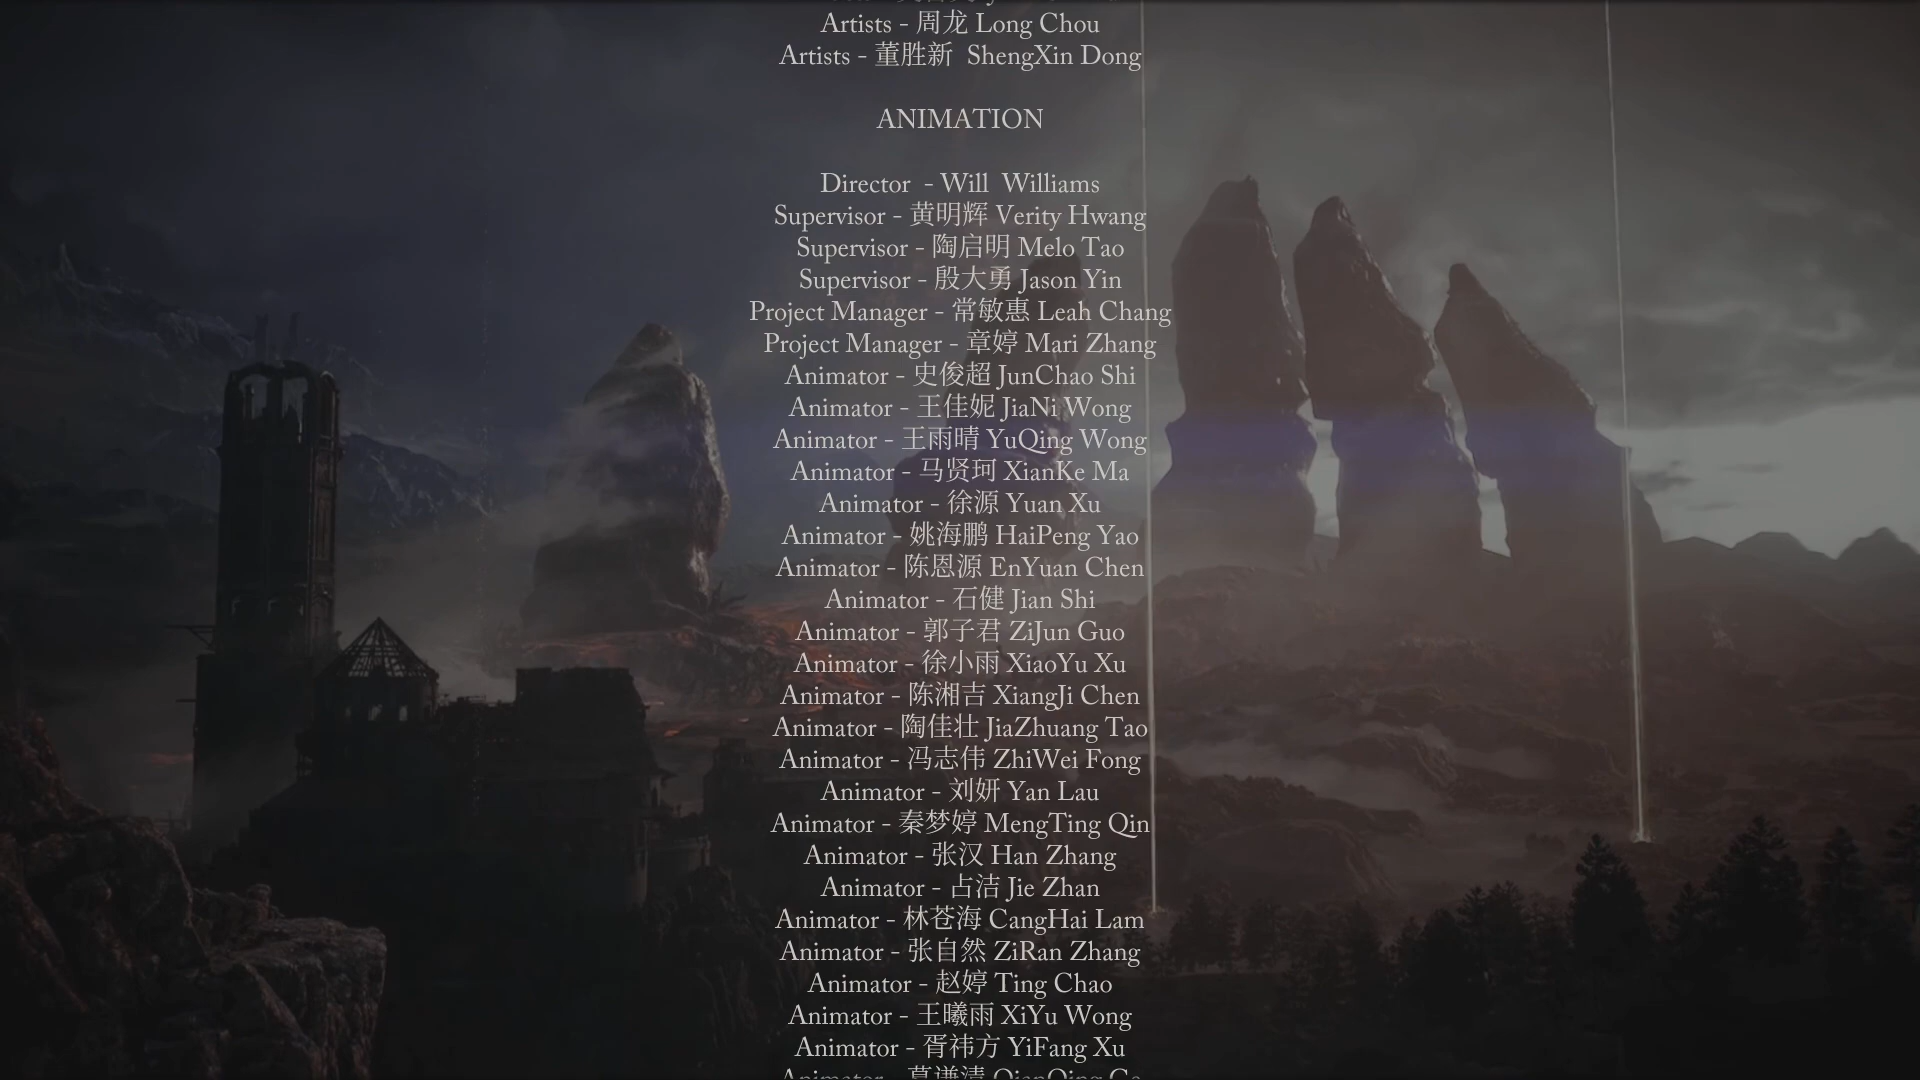 Artists - 周龙 Long Chou
Artists - 董胜新  ShengXin Dong
ANIMATION
Director  - Will  Williams
Supervisor - 黄明辉 Verity Hwang
Supervisor - 陶启明 Melo Tao
Supervisor - 殷大勇 Jason Yin
Project Manager - 常敏惠 Leah Chang
Project Manager - 章婷 Mari Zhang
Animator - 史俊超 JunChao Shi
Animator - 王佳妮 JiaNi Wong
Animator - 王雨晴 YuQing Wong
Animator - 马贤珂 XianKe Ma
Animator - 徐源 Yuan Xu
Animator - 姚海鹏 HaiPeng Yao
Animator - 陈恩源 EnYuan Chen
Animator - 石健 Jian Shi
Animator - 郭子君 ZiJun Guo
Animator - 徐小雨 XiaoYu Xu
Animator - 陈湘吉 XiangJi Chen
Animator - 陶佳壮 JiaZhuang Tao
Animator - 冯志伟 ZhiWei Fong
Animator - 刘妍 Yan Lau
Animator - 秦梦婷 MengTing Qin
Animator - 张汉 Han Zhang
Animator - 占洁 Jie Zhan
Animator - 林苍海 CangHai Lam
Animator - 张自然 ZiRan Zhang
Animator - 赵婷 Ting Chao
Animator - 王曦雨 XiYu Wong
Animator - 胥祎方 YiFang Xu
Animator -